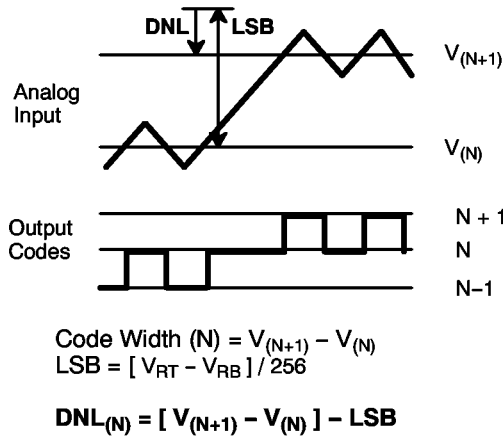 DNL LSB
V(N+1)
Analog
Input
V(N)
N + 1
Output
Codes
N
N–1
Code Width (N) = V(N+1) – V(N)
LSB = [ VRT – VRB ] / 256
DNL(N) = [ V(N+1) – V(N) ] – LSB